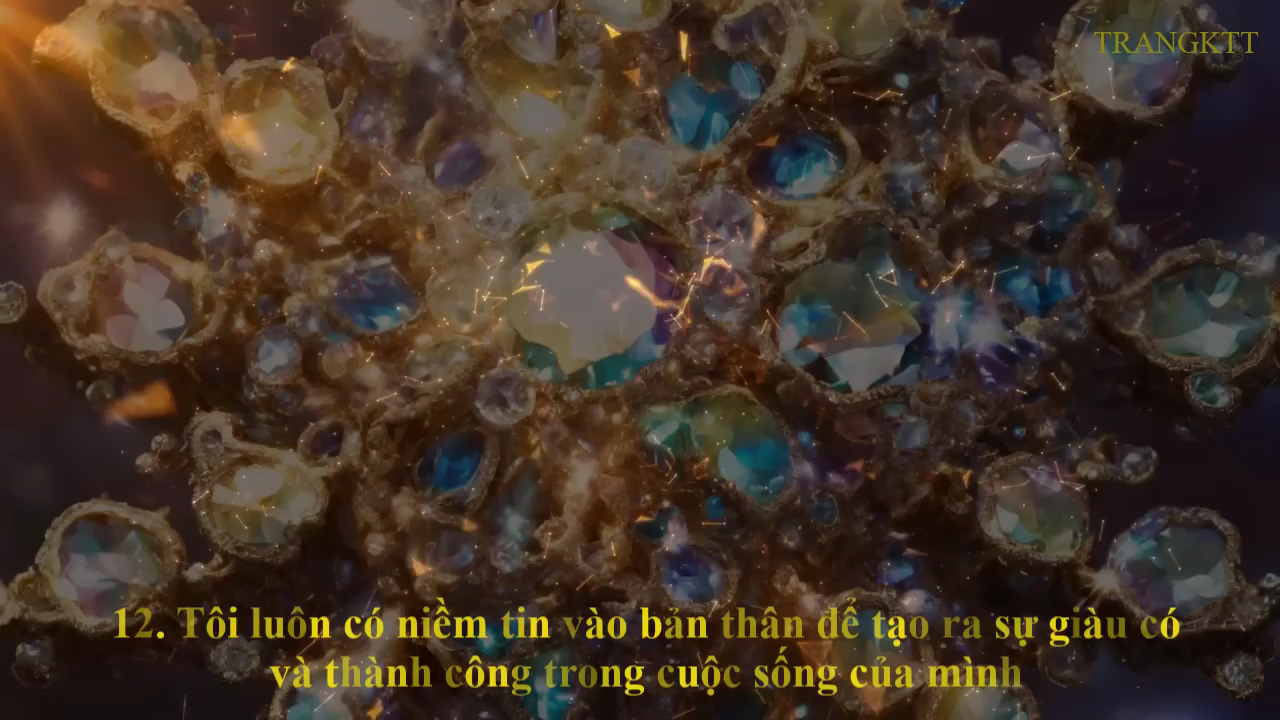 TRANGKTT
12. Tôi luôn có niềm tin vào bản thân để tạo ra sự giàu có
và thành công trong cuộc sống của mình